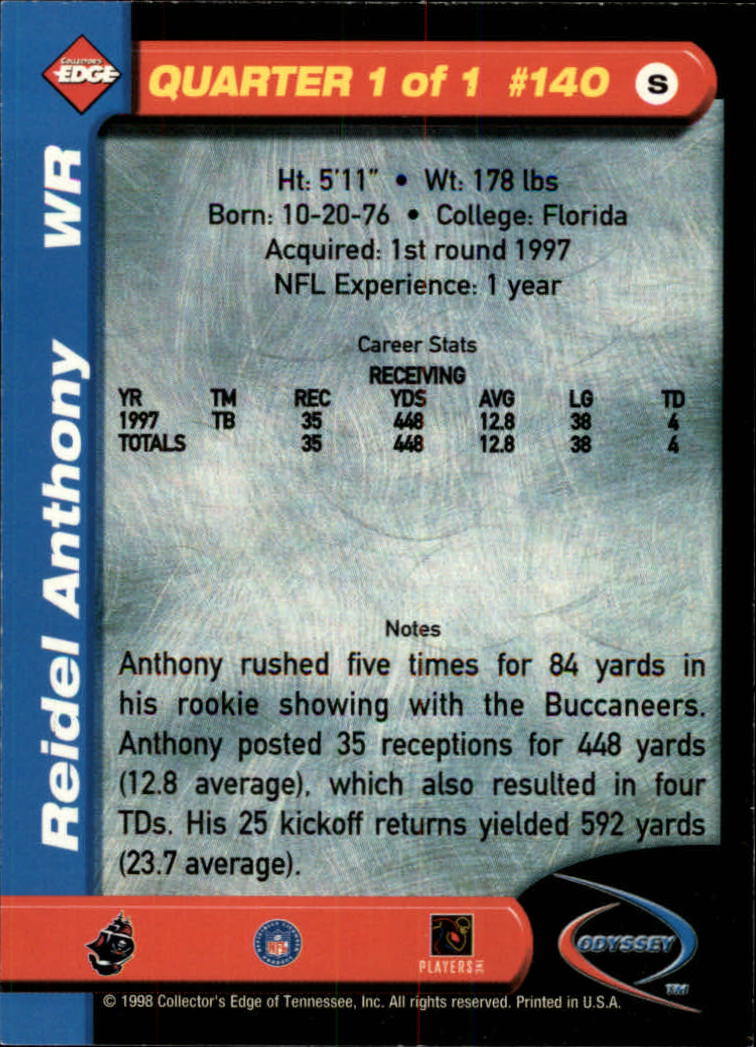 COLLECTOR'S
EDGE
QUARTER 1 of 1 #140 S
WR
Reidel Anthony
Ht: 5'11" • Wt: 178 lbs
Born: 10-20-76 • College: Florida
Acquired: 1st round 1997
NFL Experience: 1 year
Career Stats
RECEIVING
YR TM REC YDS AVG LG TD
1997 TB 35 448 12.8 38 4
TOTALS 35 448 12.8 38 4
Notes
Anthony rushed five times for 84 yards in
his rookie showing with the Buccaneers.
Anthony posted 35 receptions for 448 yards
(12.8 average), which also resulted in four
TDs. His 25 kickoff returns yielded 592 yards
(23.7 average).
NFL
PLAYERS INC
ODYSSEY
TM
© 1998 Collector's Edge of Tennessee, Inc. All rights reserved. Printed in U.S.A.